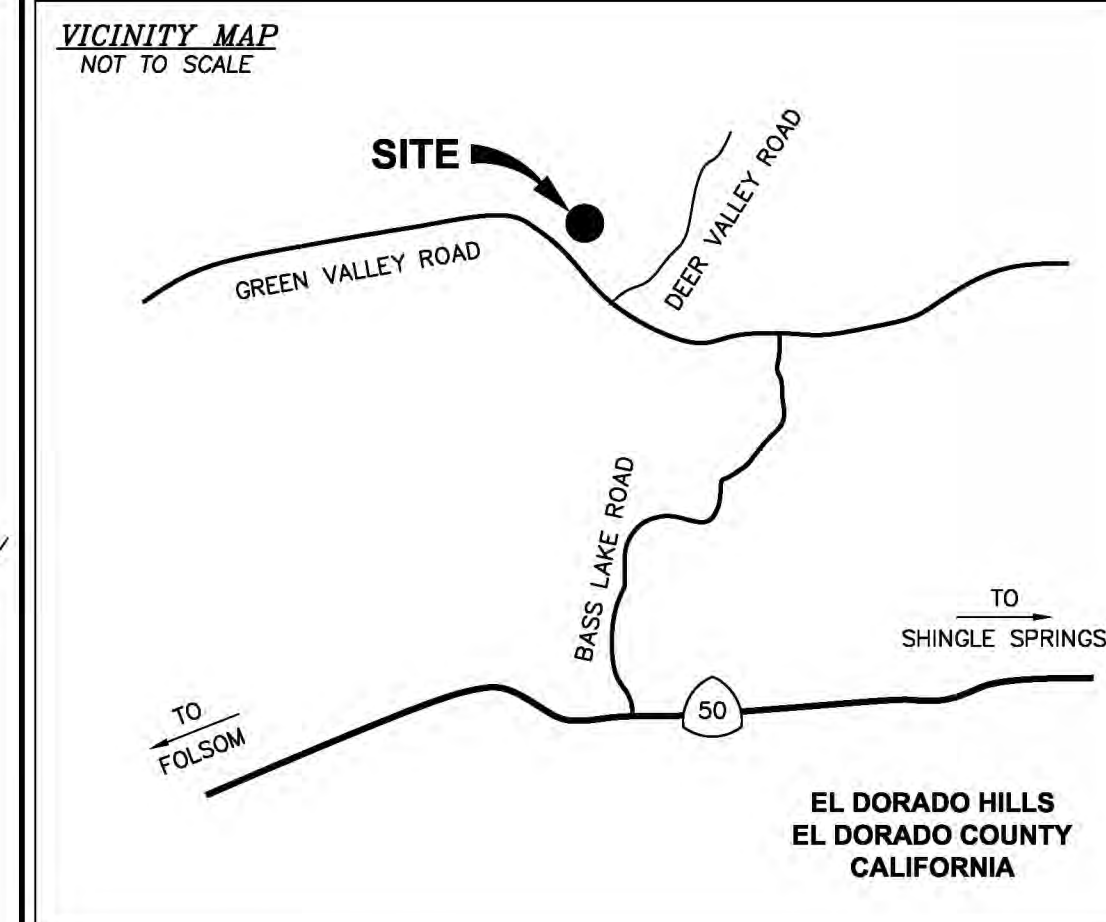 VICINITY MAP
NOT TO SCALE
SITE
DEER VALLEY ROAD
GREEN VALLEY ROAD
BASS LAKE ROAD
TO
SHINGLE SPRINGS
TO
FOLSOM
50
EL DORADO HILLS
EL DORADO COUNTY
CALIFORNIA